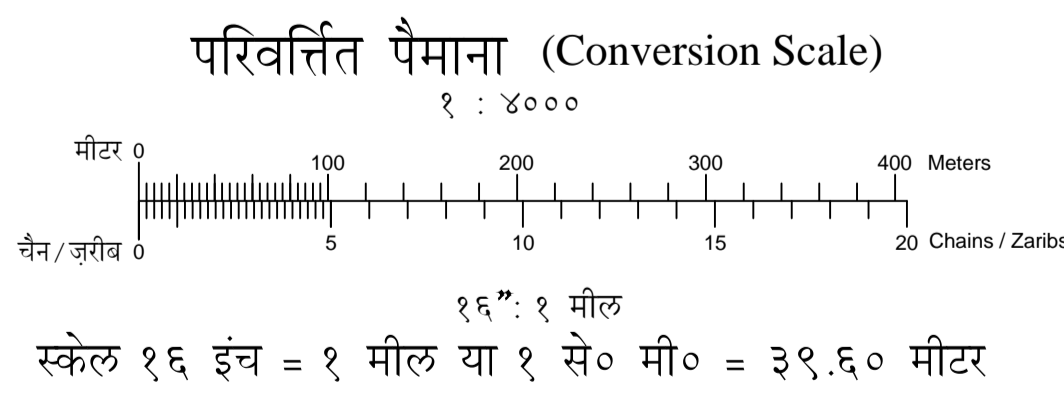 परिवर्त्तित पैमाना (Conversion Scale)
१ : ४०००
मीटर 0 100 200 300 400 Meters
चैन / ज़रीब 0 5 10 15 20 Chains / Zaribs
१६”: १ मील
स्केल १६ इंच = १ मील या १ से० मी० = ३९.६० मीटर